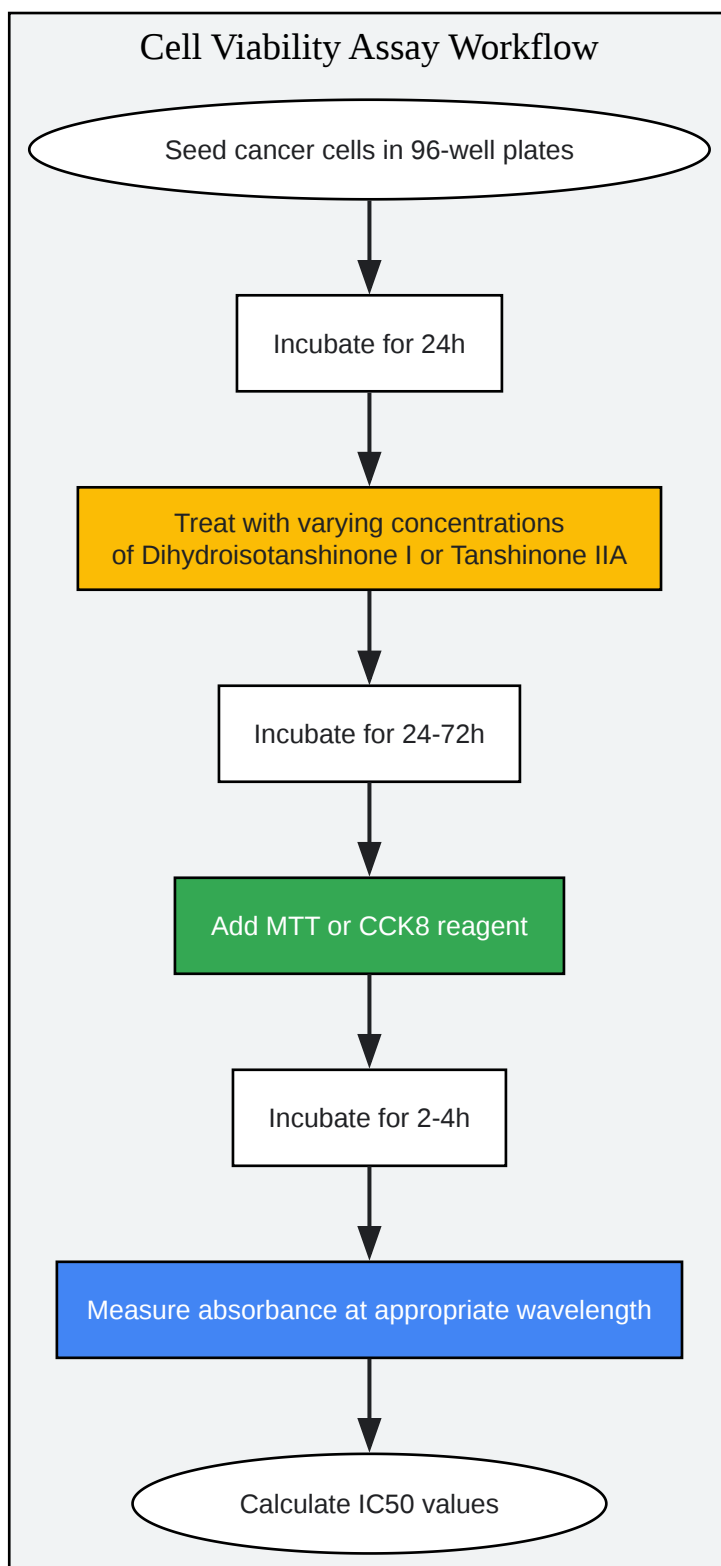 Cell Viability Assay Workflow
Seed cancer cells in 96-well plates
Incubate for 24h
Treat with varying concentrations
of Dihydroisotanshinone I or Tanshinone IIA
Incubate for 24-72h
Add MTT or CCK8 reagent
Incubate for 2-4h
Measure absorbance at appropriate wavelength
Calculate IC50 values